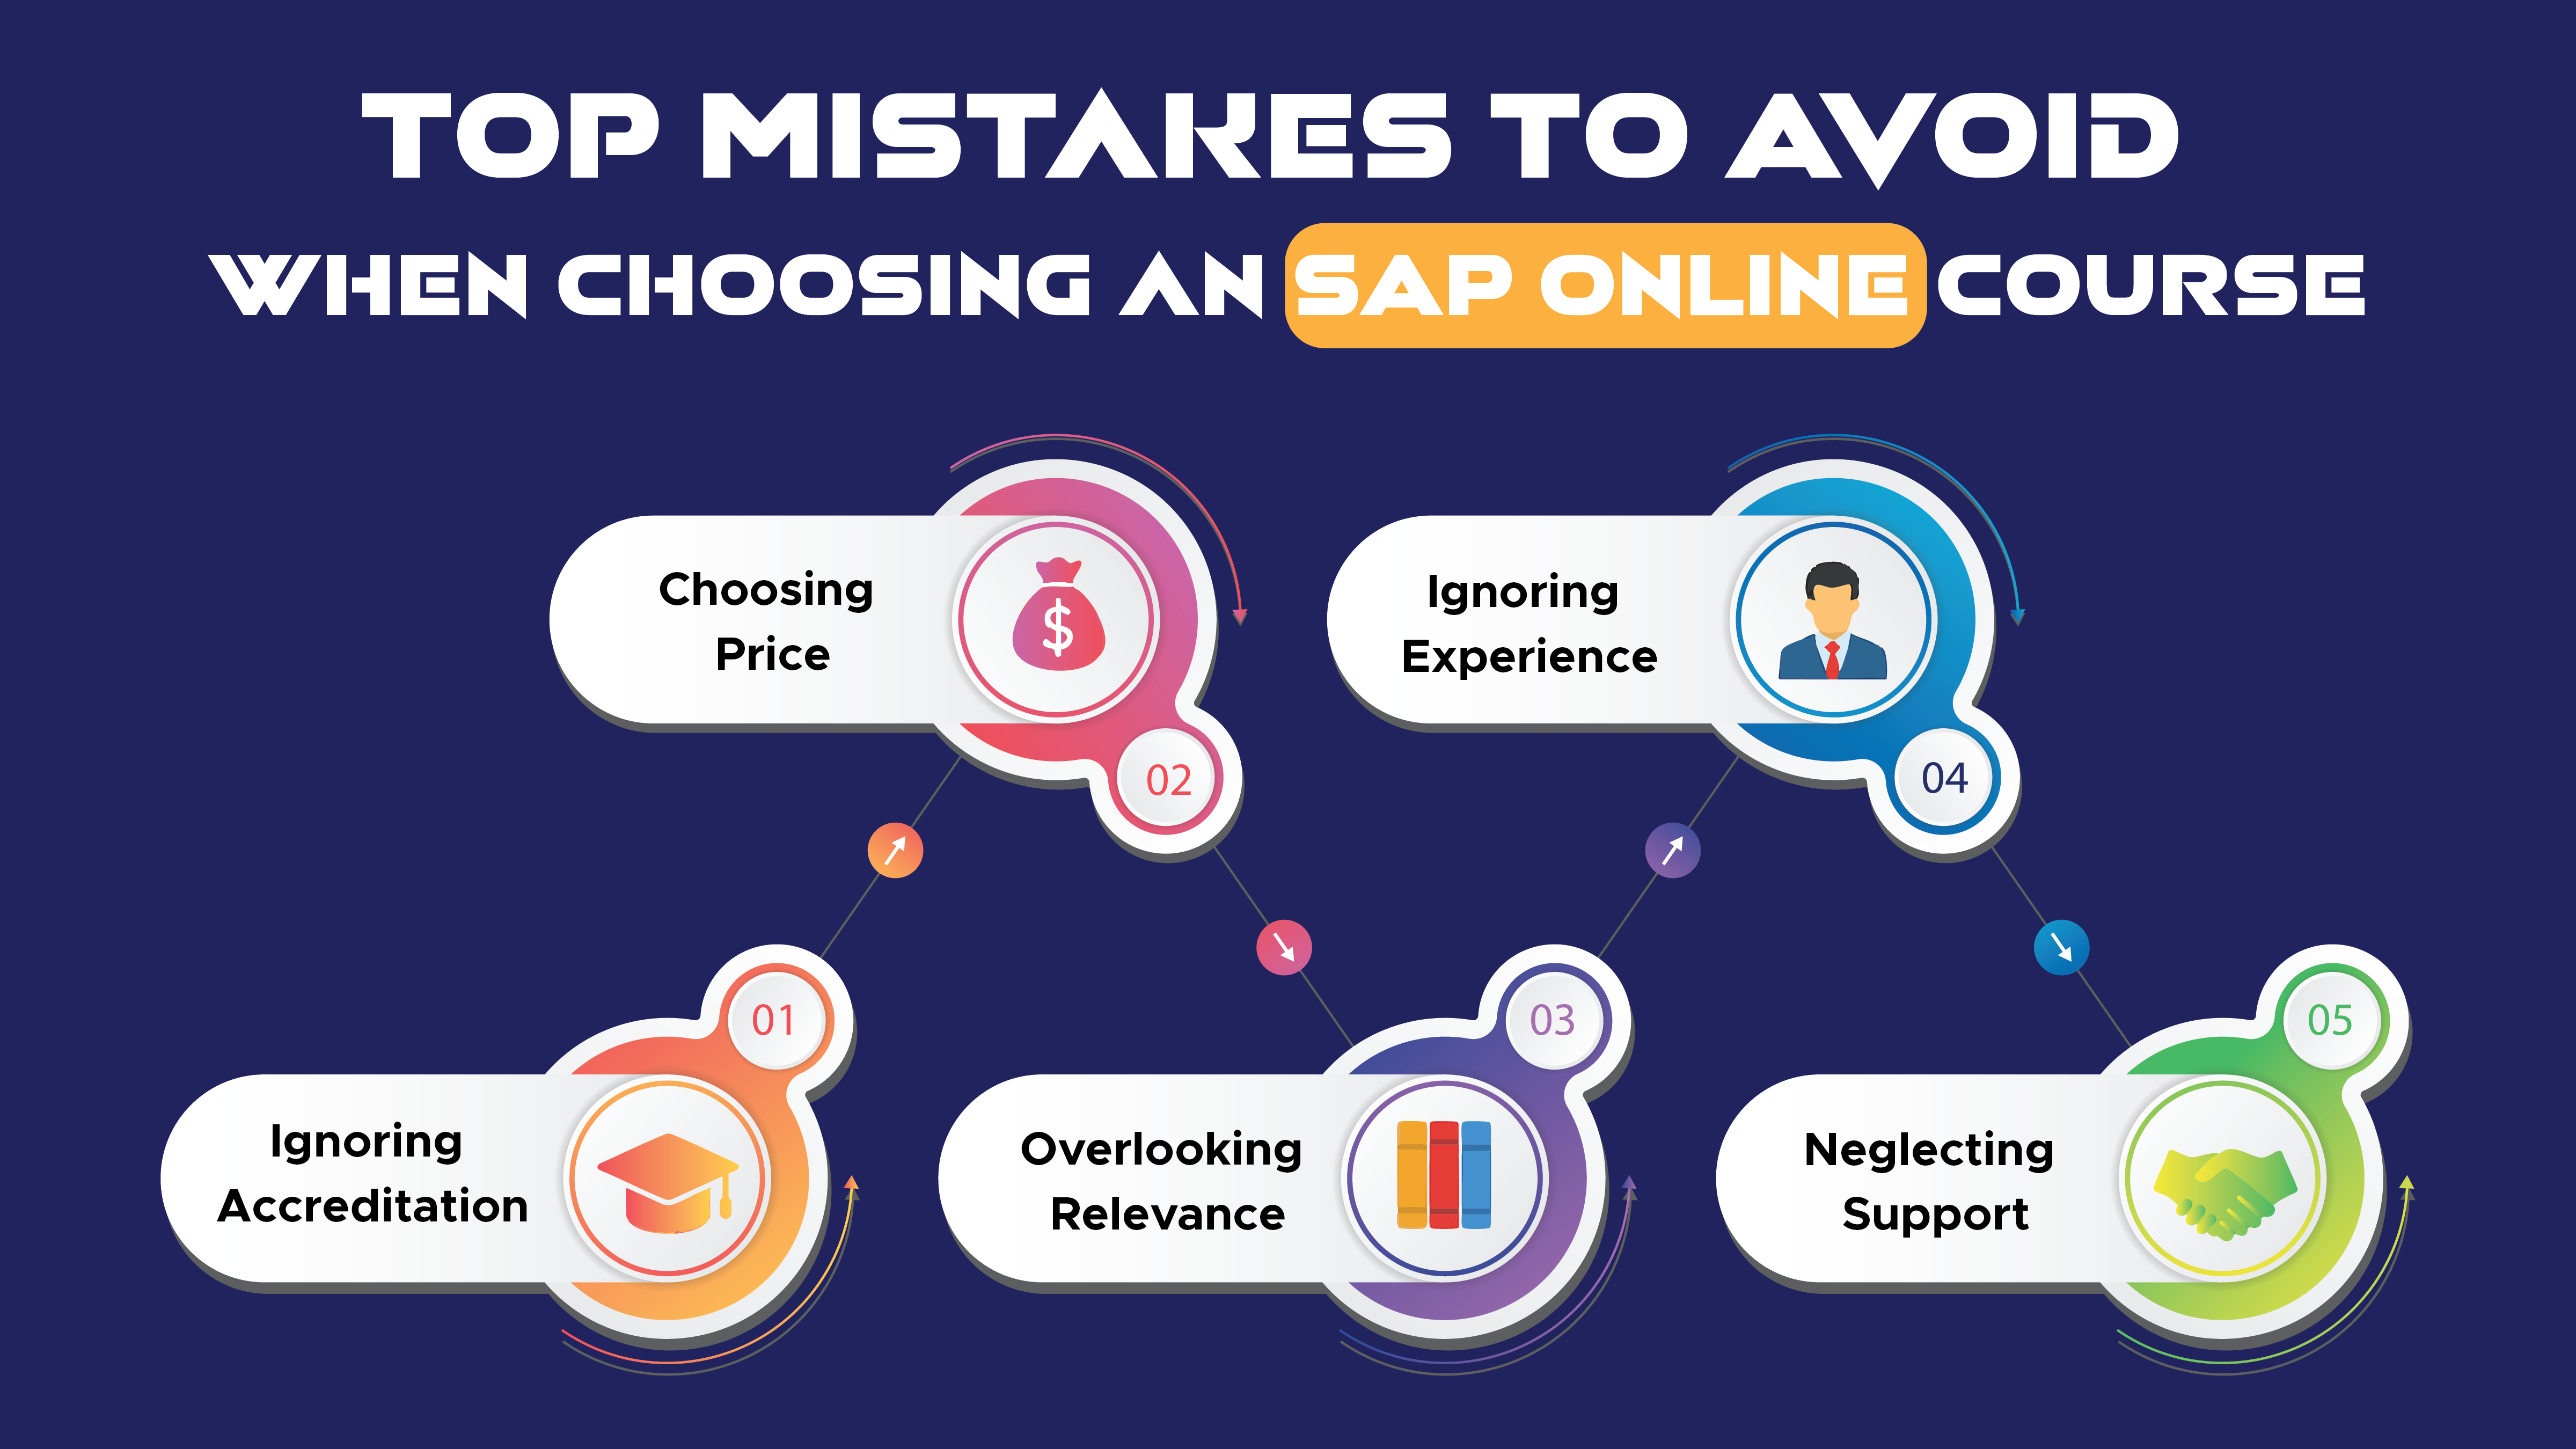 TOP MISTAKES TO AVOID
WHEN CHOOSING AN SAP ONLINE COURSE
01
Ignoring
Accreditation
02
Choosing
Price
$
03
Overlooking
Relevance
04
Ignoring
Experience
05
Neglecting
Support